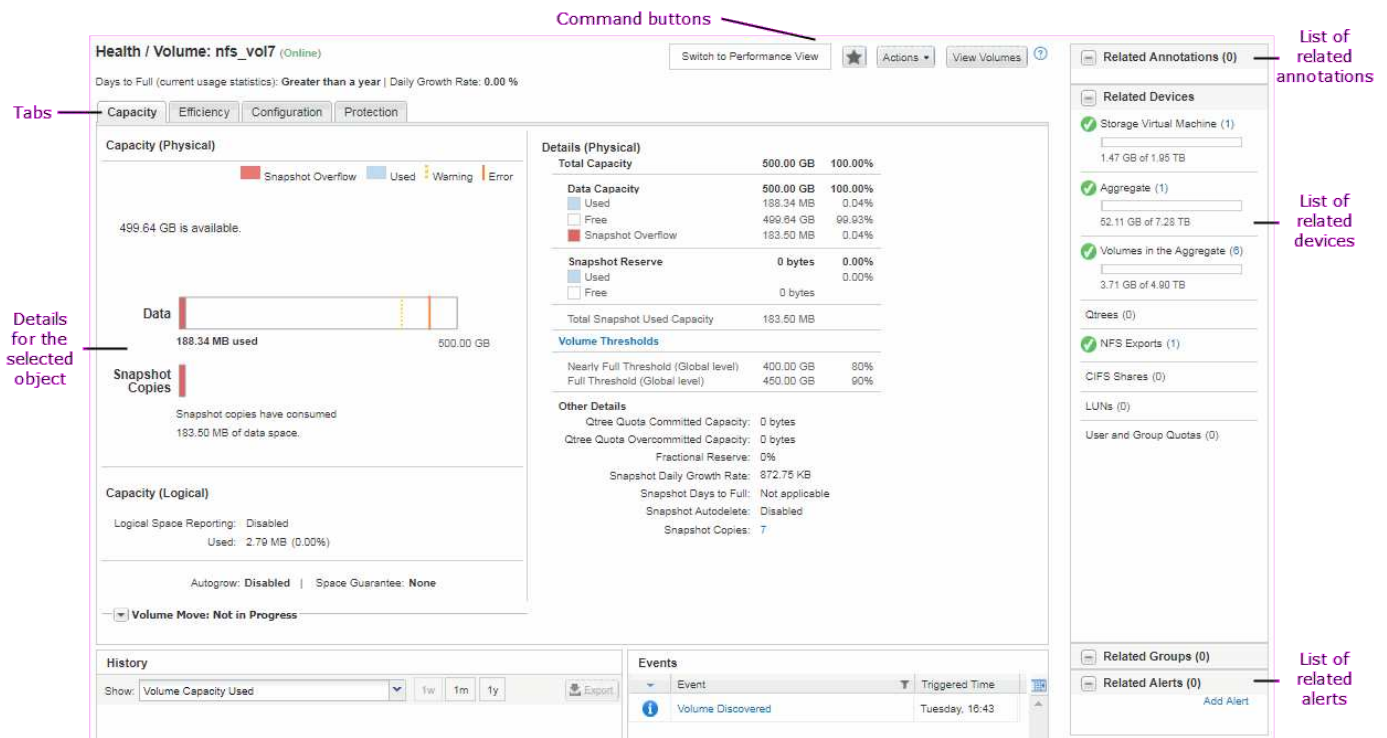 Command buttons
Health / Volume: nfs_vol7 (Online)
Switch to Performance View
Actions
View Volumes
?
Days to Full (current usage statistics): Greater than a year | Daily Growth Rate: 0.00 %
Tabs
Capacity Efficiency Configuration Protection
Capacity (Physical)
Snapshot Overflow Used Warning Error
499.64 GB is available.
Details for the selected object
Data
188.34 MB used 500.00 GB
Snapshot
Copies
Snapshot copies have consumed
183.50 MB of data space.
Capacity (Logical)
Logical Space Reporting: Disabled
Used: 2.79 MB (0.00%)
Autogrow: Disabled | Space Guarantee: None
Volume Move: Not in Progress
Details (Physical)
Total Capacity 500.00 GB 100.00%
Data Capacity 500.00 GB 100.00%
Used 188.34 MB 0.04%
Free 499.64 GB 99.93%
Snapshot Overflow 183.50 MB 0.04%
Snapshot Reserve 0 bytes 0.00%
Used 0.00%
Free 0 bytes
Total Snapshot Used Capacity 183.50 MB
Volume Thresholds
Nearly Full Threshold (Global level) 400.00 GB 80%
Full Threshold (Global level) 450.00 GB 90%
Other Details
Qtree Quota Committed Capacity: 0 bytes
Qtree Quota Overcommitted Capacity: 0 bytes
Fractional Reserve: 0%
Snapshot Daily Growth Rate: 872.75 KB
Snapshot Days to Full: Not applicable
Snapshot Autodelete: Disabled
Snapshot Copies: 7
History
Show: Volume Capacity Used 1w 1m 1y Export
Events
Event Triggered Time
Volume Discovered Tuesday, 16:43
Related Annotations (0)
List of
related
annotations
Related Devices
Storage Virtual Machine (1)
1.47 GB of 1.95 TB
Aggregate (1)
52.11 GB of 7.28 TB
List of
related
devices
Volumes in the Aggregate (6)
3.71 GB of 4.90 TB
Qtrees (0)
NFS Exports (1)
CIFS Shares (0)
LUNs (0)
User and Group Quotas (0)
Related Groups (0)
Related Alerts (0)
Add Alert
List of
related
alerts